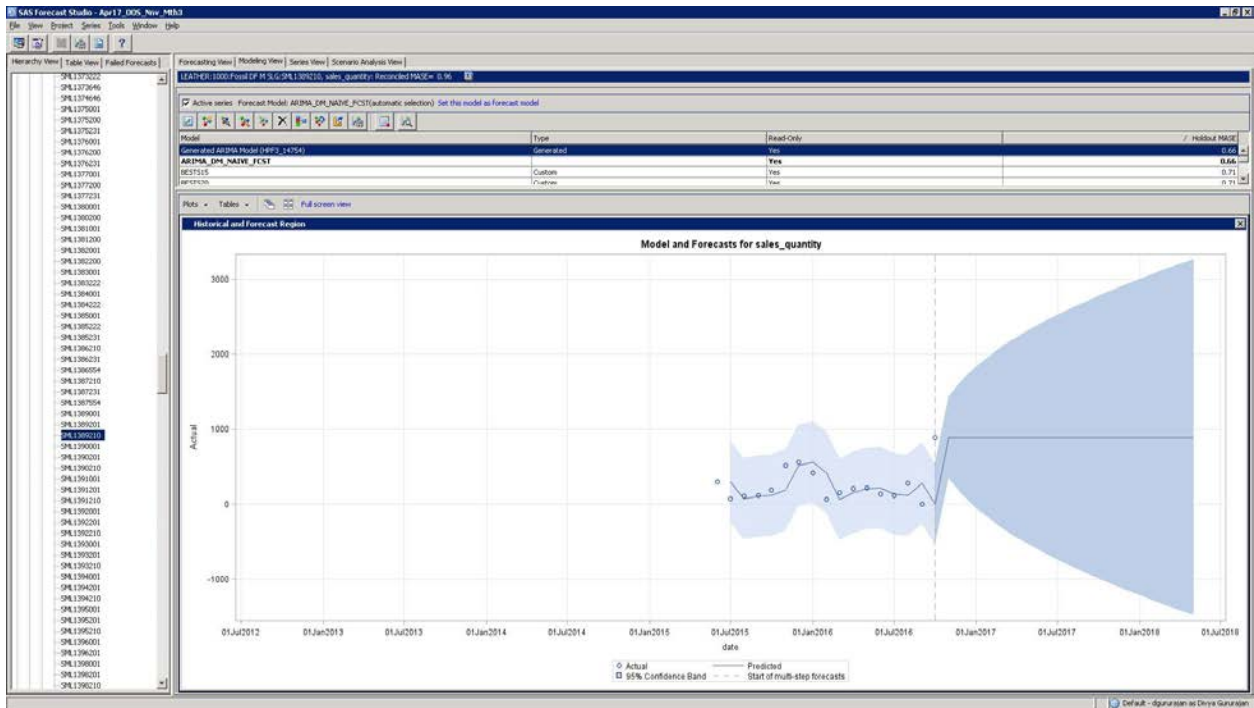 SAS Forecast Studio - Apr17_OOS_Nnv_Mth3
File View Project Series Tools Window Help
Hierarchy View Table View Failed Forecasts
Forecasting View Modeling View Series View Scenario Analysis View
LEATHER:1000:Fossil DF M SLG:SML1389210, sales_quantity: Reconciled MASE= 0.96
Active series Forecast Model: ARIMA_DM_NAIVE_FCST(automatic selection) Set this model as forecast model
Model Type Read-Only / Holdout MASE
Generated ARIMA Model (HPF3_14754) Generated Yes 0.66
ARIMA_DM_NAIVE_FCST Yes 0.66
BESTS15 Custom Yes 0.71
BESTS20 Custom Yes 0.71
Plots Tables Full screen view
Historical and Forecast Region
Model and Forecasts for sales_quantity
3000
2000
1000
0
-1000
Actual
01Jul2012 01Jan2013 01Jul2013 01Jan2014 01Jul2014 01Jan2015 01Jul2015 01Jan2016 01Jul2016 01Jan2017 01Jul2017 01Jan2018 01Jul2018
date
Actual Predicted
95% Confidence Band Start of multi-step forecasts
SML1373222
SML1373646
SML1374646
SML1375001
SML1375200
SML1375231
SML1376001
SML1376200
SML1376231
SML1377001
SML1377200
SML1377231
SML1380001
SML1380200
SML1381001
SML1381200
SML1382001
SML1382200
SML1383001
SML1383222
SML1384001
SML1384222
SML1385001
SML1385222
SML1385231
SML1386210
SML1386231
SML1386554
SML1387210
SML1387231
SML1387554
SML1389001
SML1389201
SML1389210
SML1390001
SML1390201
SML1390210
SML1391001
SML1391201
SML1391210
SML1392001
SML1392201
SML1392210
SML1393001
SML1393201
SML1393210
SML1394001
SML1394201
SML1394210
SML1395001
SML1395201
SML1395210
SML1396001
SML1396201
SML1398001
SML1398201
SML1398210
Default - dgururajan as Divya Gururajan